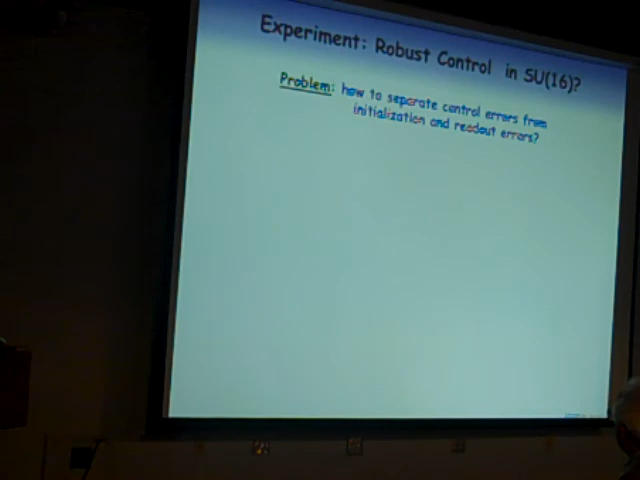 Experiment: Robust Control in SU(16)?
Problem: how to separate control errors from
initialization and readout errors?